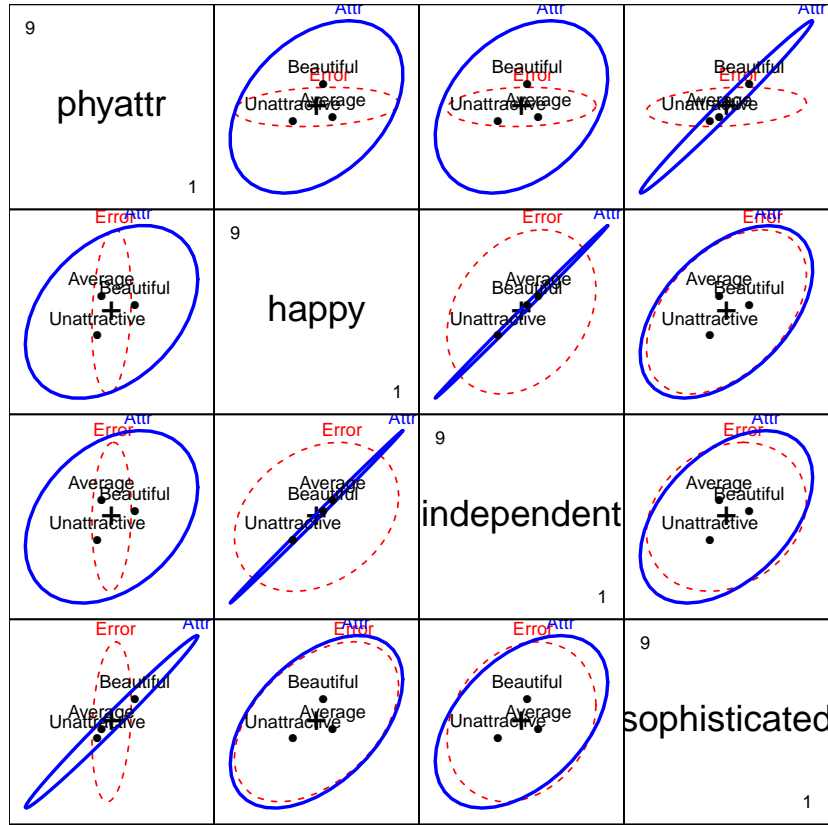 9
phyattr
1
Attr
Beautiful
Error
Unattractive
Average
Attr
Beautiful
Error
Unattractive
Average
Attr
Beautiful
Error
Unattractive
Average
Attr
Error
Average
Beautiful
Unattractive
9
happy
1
Attr
Error
Average
Beautiful
Unattractive
Attr
Error
Average
Beautiful
Unattractive
Attr
Error
Average
Beautiful
Unattractive
Attr
Error
Average
Beautiful
Unattractive
9
independent
1
Attr
Error
Average
Beautiful
Unattractive
Attr
Error
Beautiful
Average
Unattractive
Attr
Error
Beautiful
Average
Unattractive
Attr
Error
Beautiful
Average
Unattractive
9
sophisticated
1